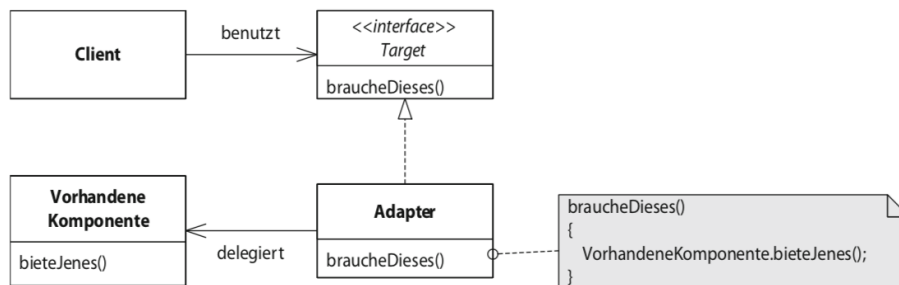 Client
benutzt
<<interface>>
Target
braucheDieses()
Vorhandene
Komponente
bieteJenes()
delegiert
Adapter
braucheDieses()
braucheDieses()
{
VorhandeneKomponente.bieteJenes();
}